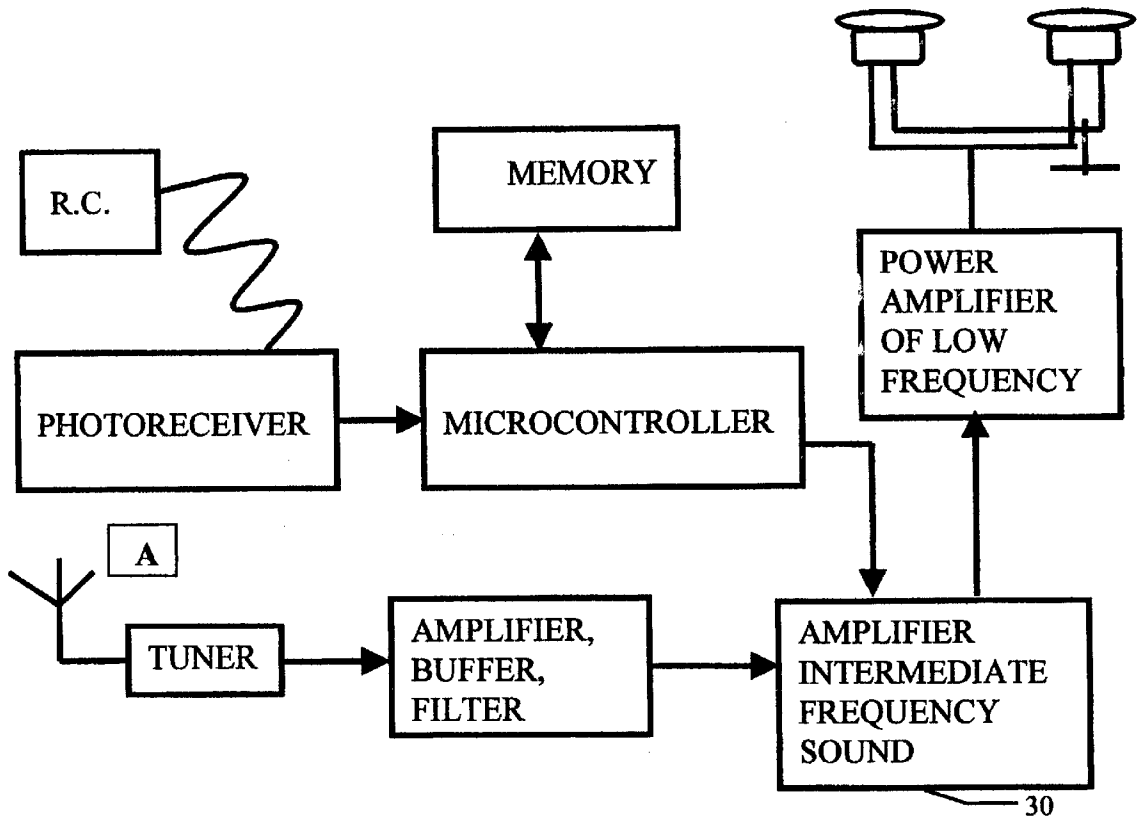 R.C.
MEMORY
POWER
AMPLIFIER
OF LOW
FREQUENCY
PHOTORECEIVER
MICROCONTROLLER
A
TUNER
AMPLIFIER,
BUFFER,
FILTER
AMPLIFIER
INTERMEDIATE
FREQUENCY
SOUND
30